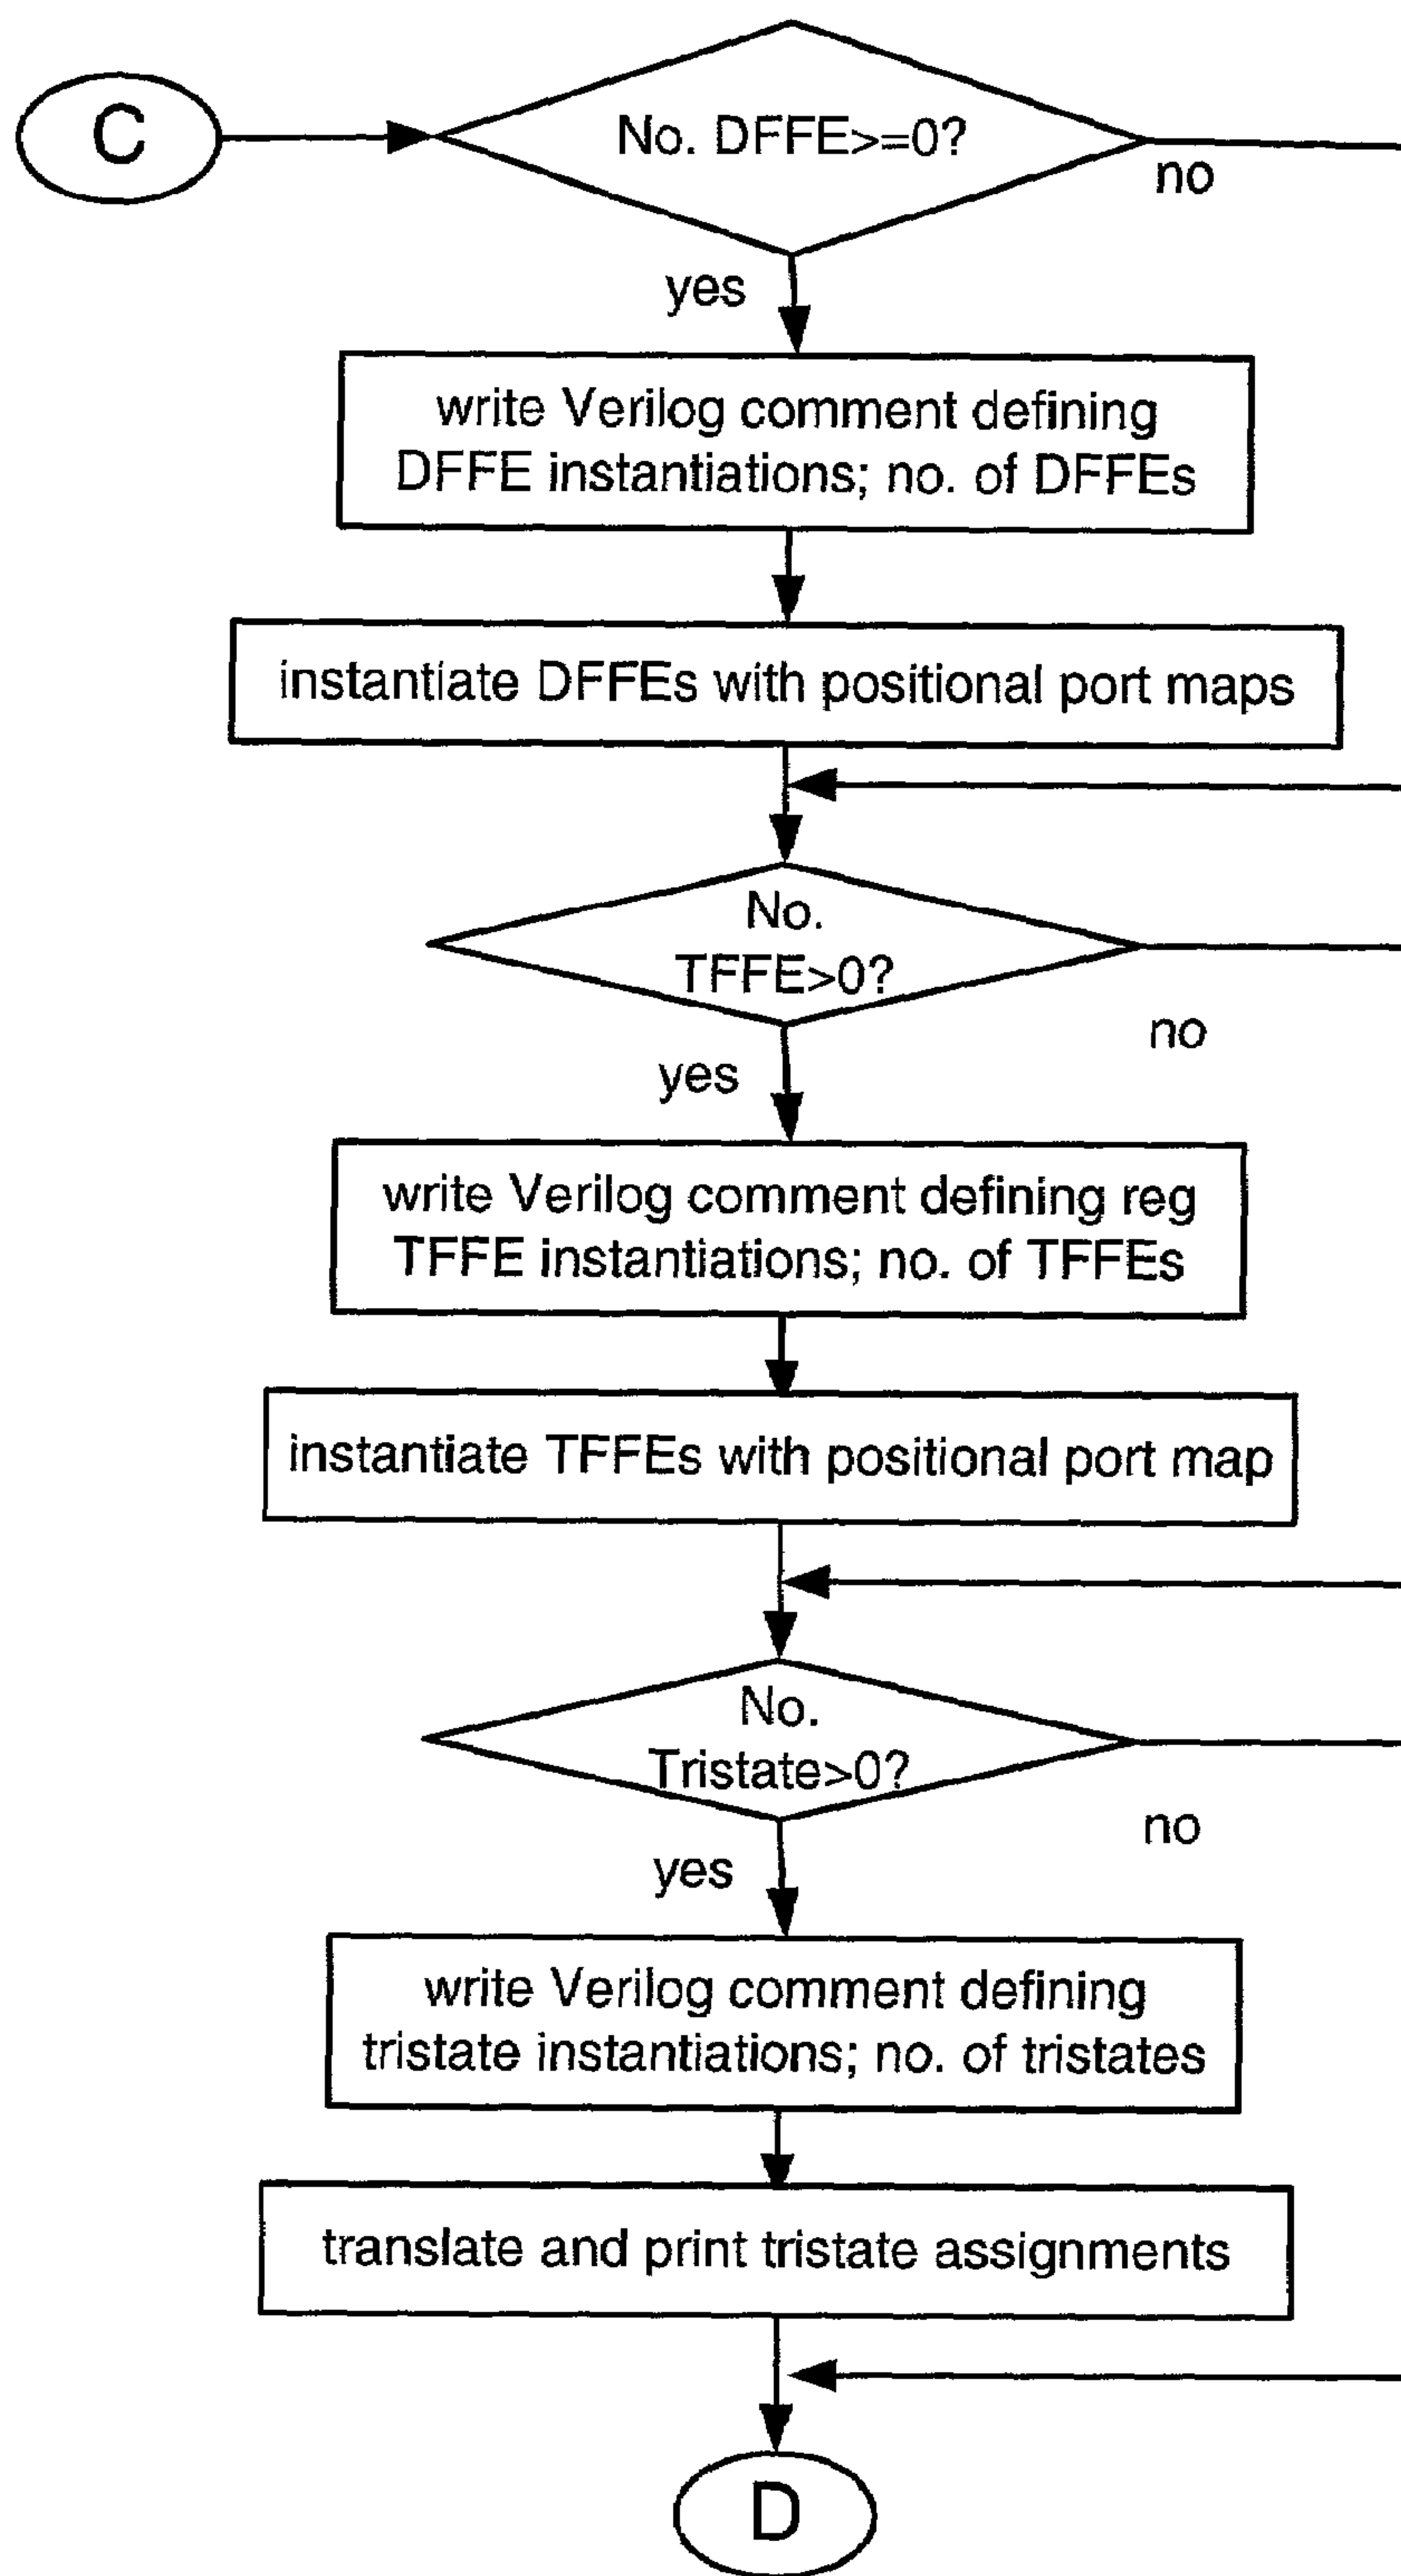 C
No. DFFE>=0?
no
yes
write Verilog comment defining
DFFE instantiations; no. of DFFEs
instantiate DFFEs with positional port maps
No.
TFFE>0?
no
yes
write Verilog comment defining reg
TFFE instantiations; no. of TFFEs
instantiate TFFEs with positional port map
No.
Tristate>0?
no
yes
write Verilog comment defining
tristate instantiations; no. of tristates
translate and print tristate assignments
D